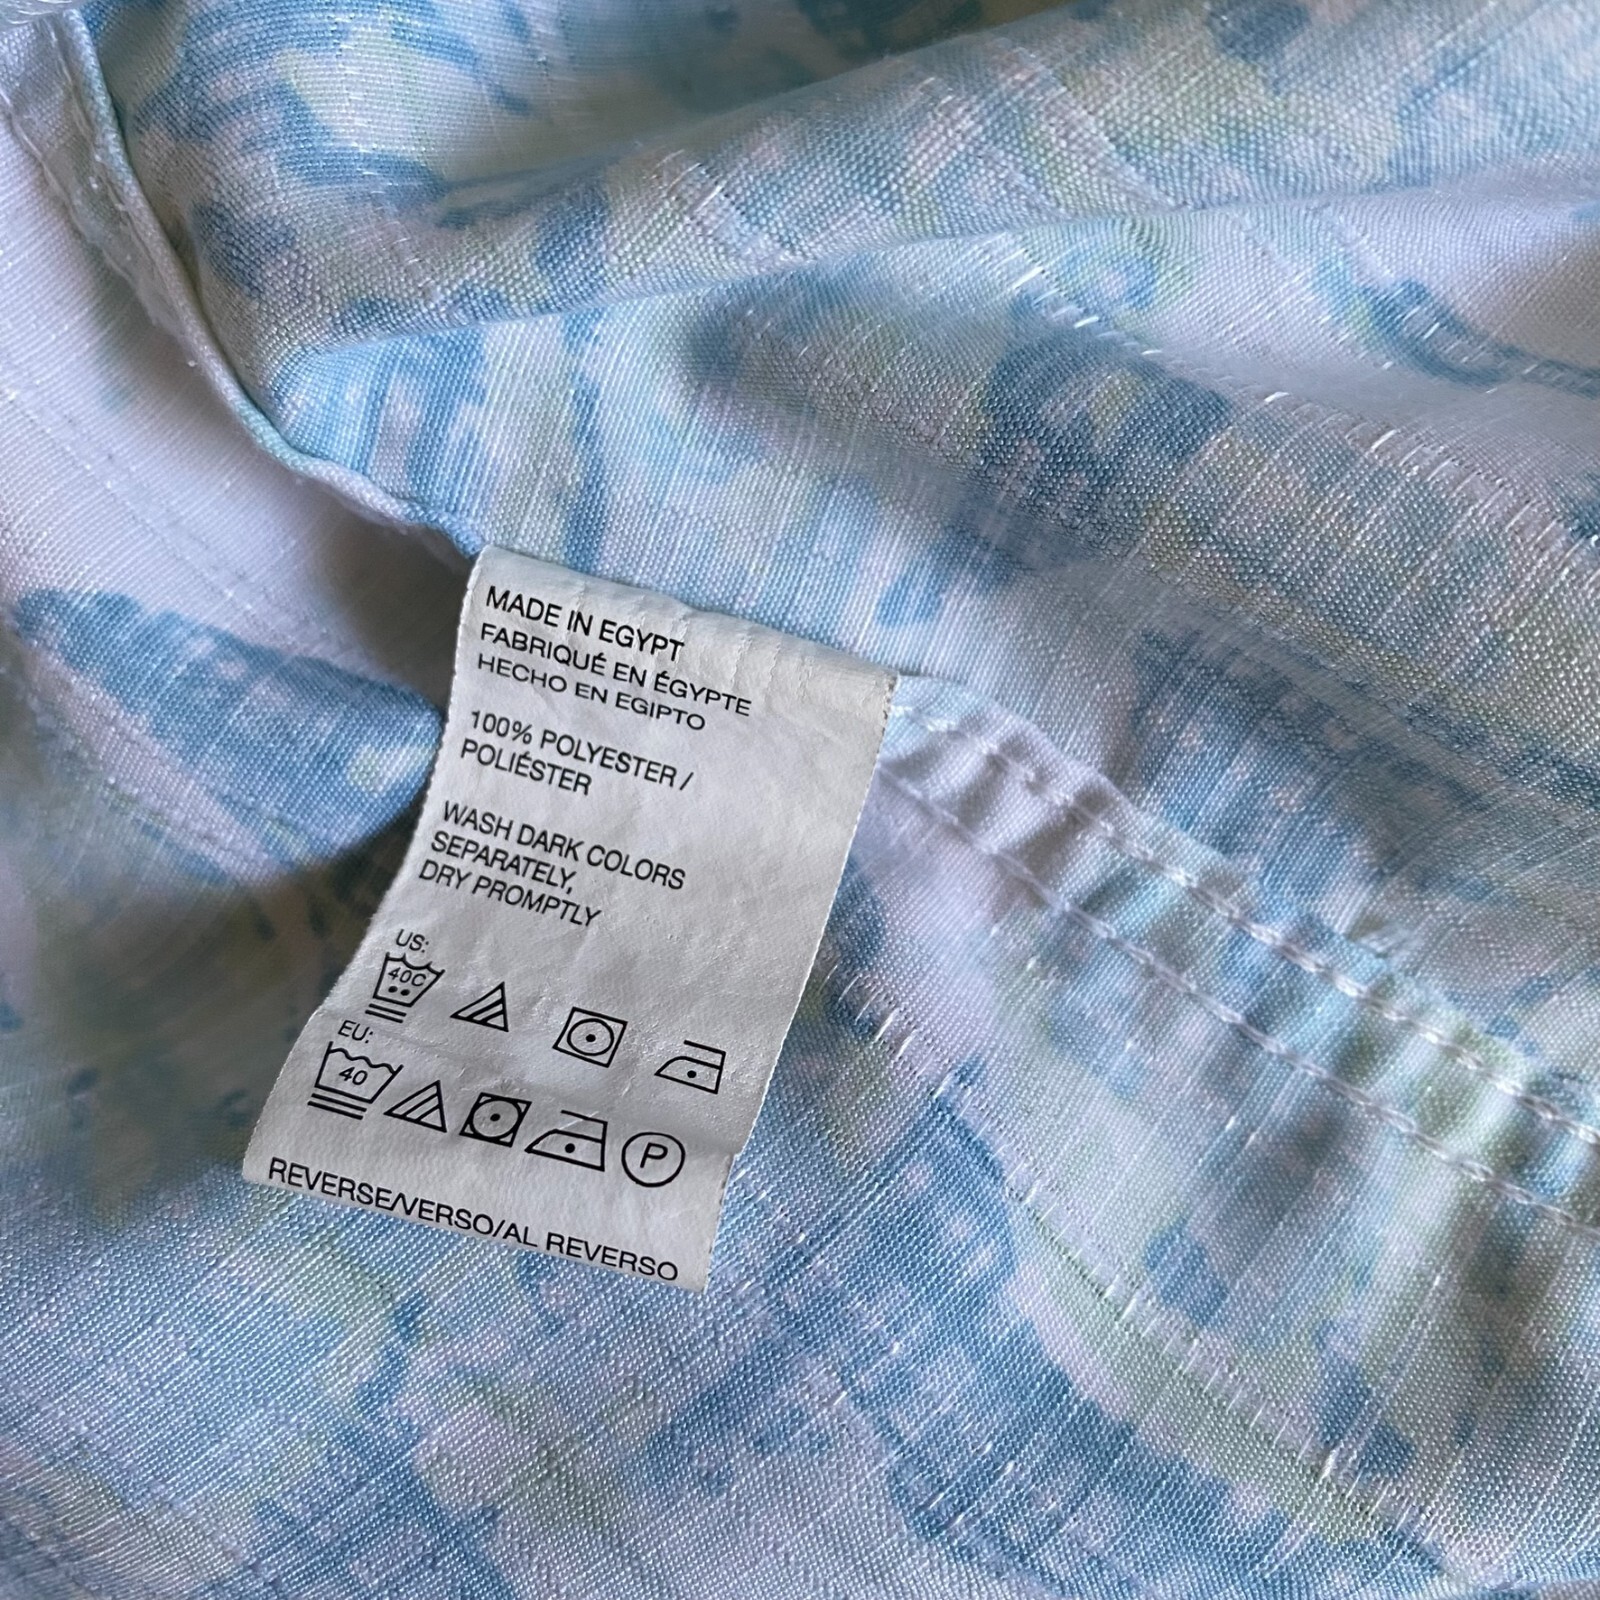 MADE IN EGYPT
FABRIQUÉ EN ÉGYPTE
HECHO EN EGIPTO
100% POLYESTER /
POLIÉSTER
WASH DARK COLORS
SEPARATELY,
DRY PROMPTLY
US:
40C
EU:
40 P
REVERSE/VERSO/AL REVERSO